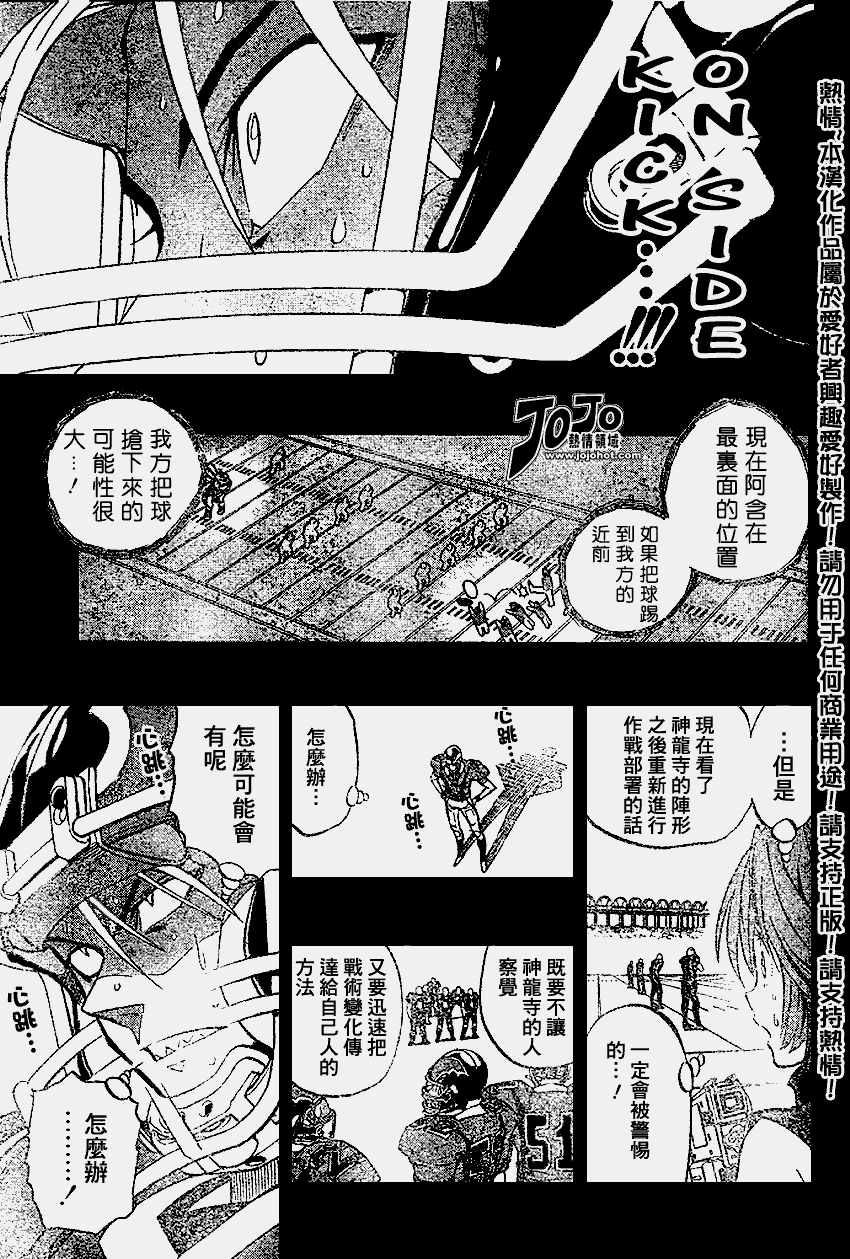 ON SIDE
KICK…!!!
現在阿含在
最裏面的位置
如果把球踢
到我方的
近前
我方把球
搶下來的
可能性很
大…！
JOJO
熱情領域
www.jojohot.com
…但是
現在看了
神龍寺的陣形
之後重新進行
作戰部署的話
一定會被警惕
的…！
心跳…
怎麼辦…
心跳…
既要不讓
神龍寺的人
察覺
又要迅速把
戰術變化傳
達給自己人的
方法
51
心跳…
怎麼可能會
有呢
心跳…
怎麼辦
………！
熱情！本漢化作品屬於愛好者興趣愛好製作！請勿用于任何商業用途！請支持正版！請支持熱情！